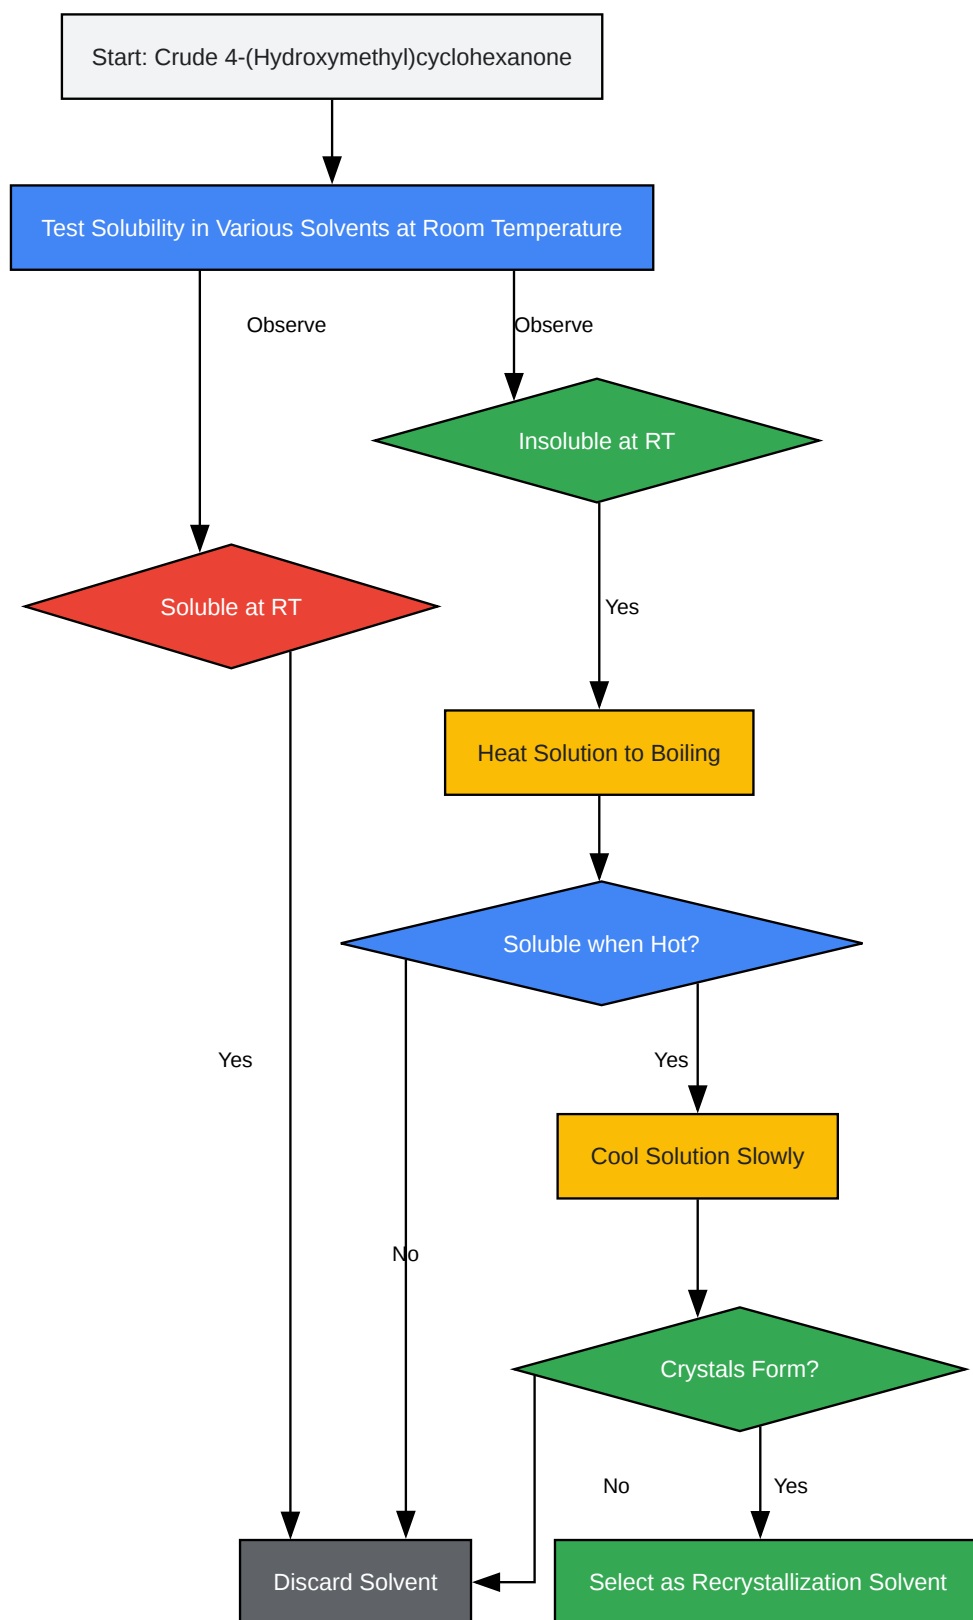 Start: Crude 4-(Hydroxymethyl)cyclohexanone
Test Solubility in Various Solvents at Room Temperature
Observe
Observe
Insoluble at RT
Soluble at RT
Yes
Heat Solution to Boiling
Soluble when Hot?
Yes
Yes
Cool Solution Slowly
No
Crystals Form?
No
Yes
Discard Solvent
Select as Recrystallization Solvent